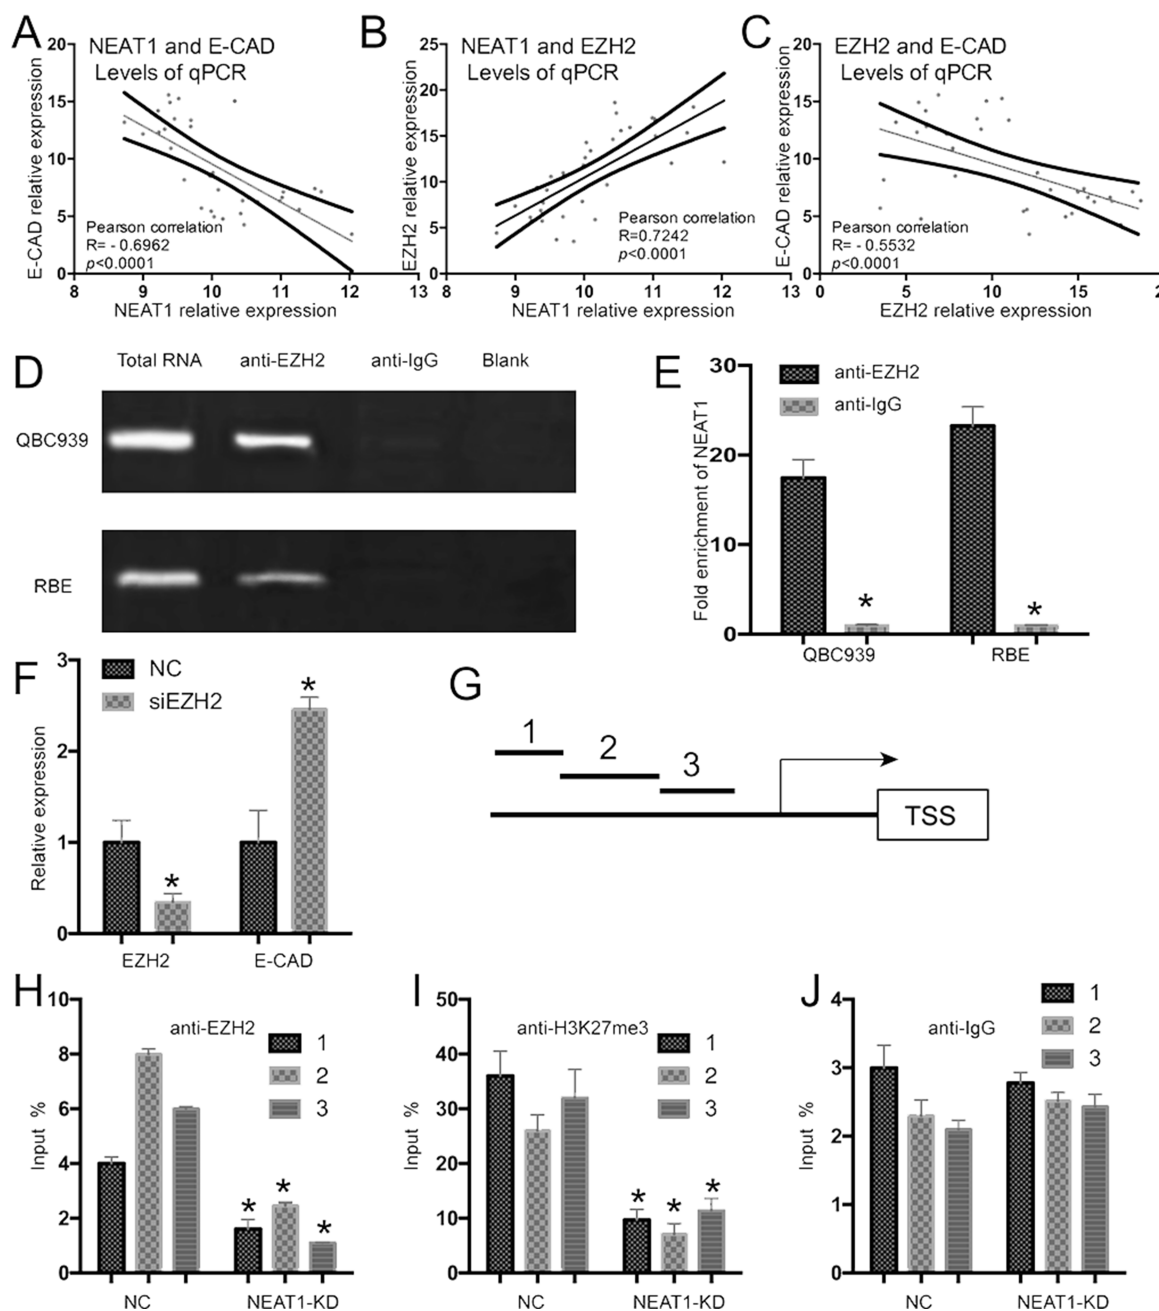 A
NEAT1 and E-CAD
Levels of qPCR
E-CAD relative expression
20
15
10
5
0
Pearson correlation
R= - 0.6962
p<0.0001
8 9 10 11 12 13
NEAT1 relative expression
B
NEAT1 and EZH2
Levels of qPCR
EZH2 relative expression
25
20
15
10
5
0
Pearson correlation
R=0.7242
p<0.0001
8 9 10 11 12 13
NEAT1 relative expression
C
EZH2 and E-CAD
Levels of qPCR
E-CAD relative expression
20
15
10
5
0
Pearson correlation
R= - 0.5532
p<0.0001
0 5 10 15 2
EZH2 relative expression
D
Total RNA anti-EZH2 anti-IgG Blank
QBC939
RBE
E
Fold enrichment of NEAT1
30
20
10
0
anti-EZH2
anti-IgG
*
*
QBC939 RBE
F
Relative expression
3
2
1
0
NC
siEZH2
*
*
EZH2 E-CAD
G
1
2
3
TSS
H
anti-EZH2
Input %
10
8
6
4
2
0
1
2
3
* * *
NC NEAT1-KD
I
anti-H3K27me3
Input %
50
40
30
20
10
0
1
2
3
* * *
NC NEAT1-KD
J
anti-IgG
Input %
4
3
2
1
0
1
2
3
NC NEAT1-KD